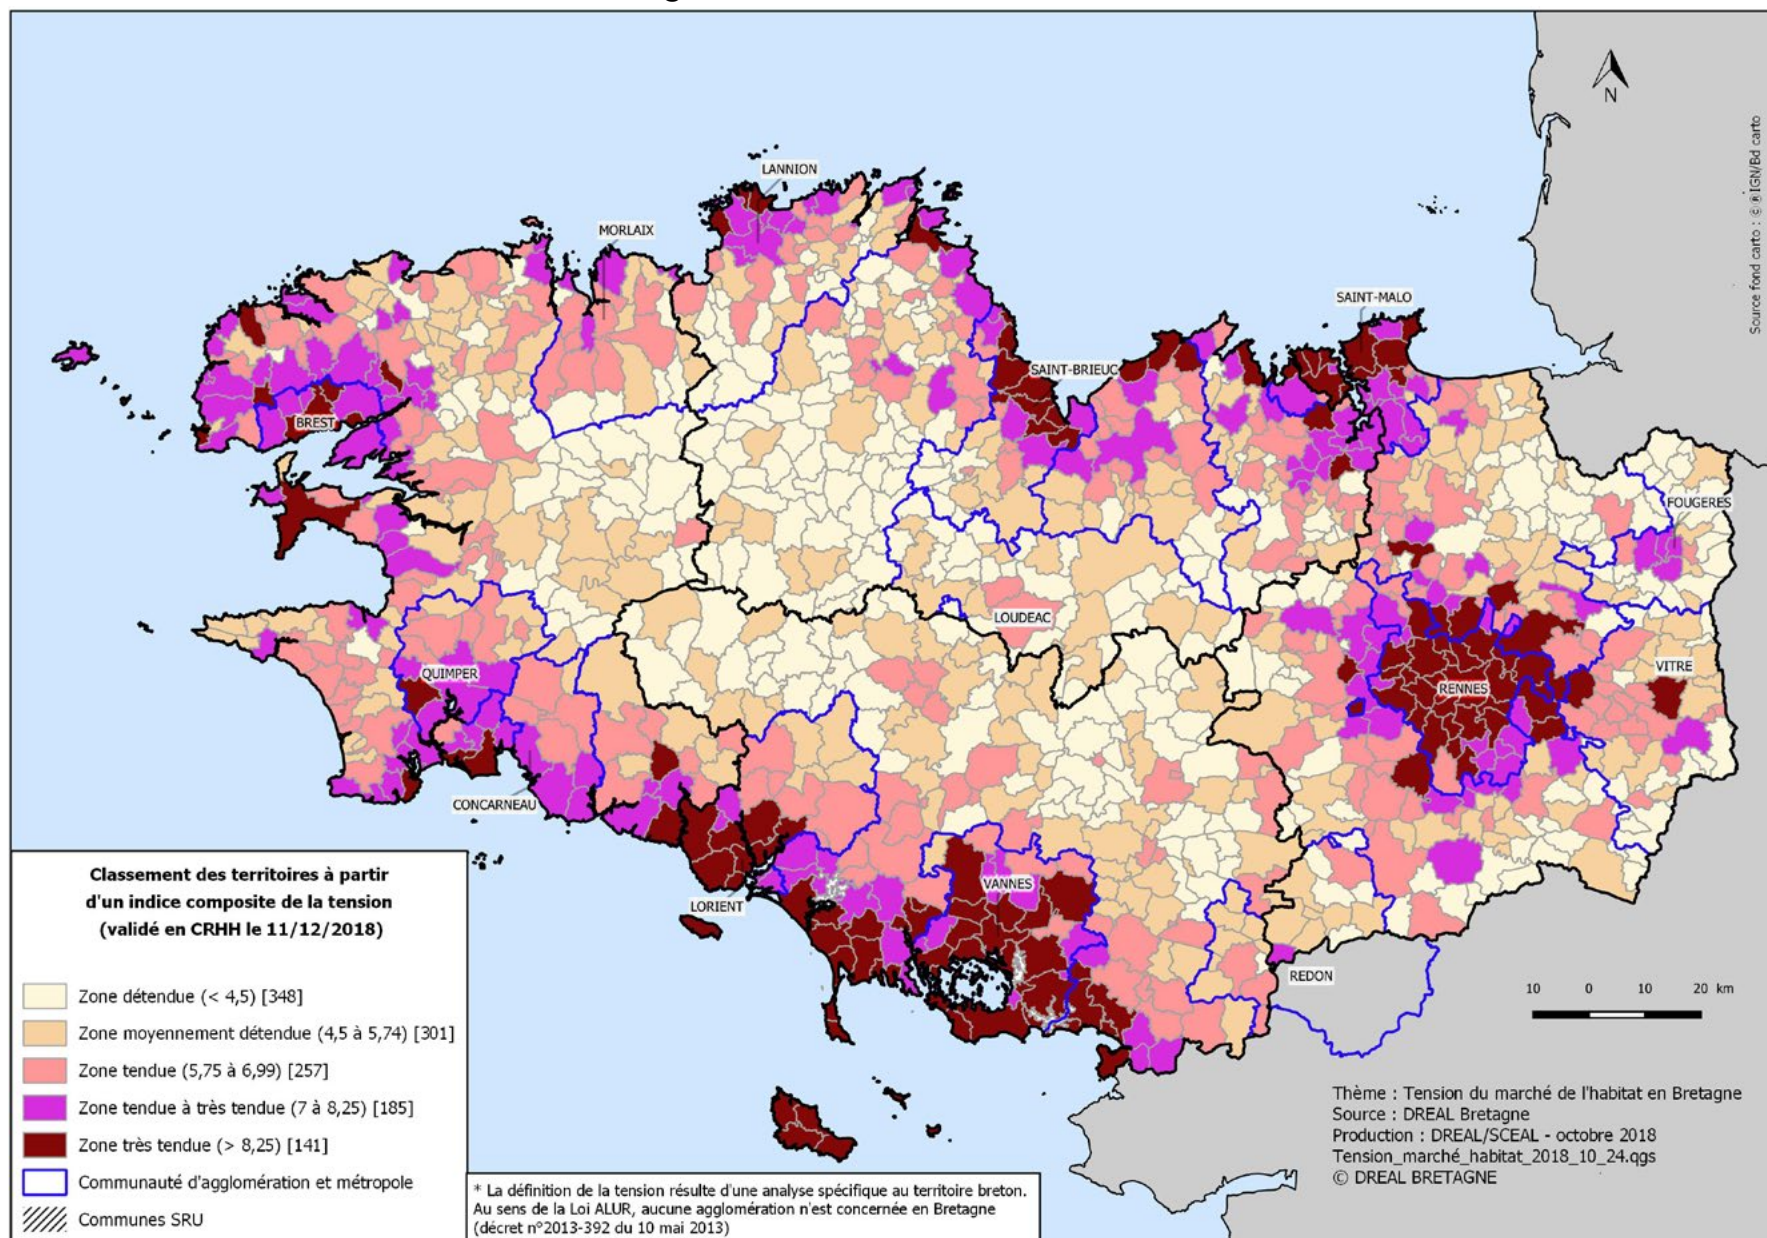 N
Source fond carto : © ® IGN/Bd carto
LANNION
MORLAIX
SAINT-MALO
SAINT-BRIEUC
BREST
FOUGERES
LOUDEAC
QUIMPER
VITRE
RENNES
CONCARNEAU
VANNES
LORIENT
REDON
Classement des territoires à partir
d'un indice composite de la tension
(validé en CRHH le 11/12/2018)
Zone détendue (< 4,5) [348]
Zone moyennement détendue (4,5 à 5,74) [301]
Zone tendue (5,75 à 6,99) [257]
Zone tendue à très tendue (7 à 8,25) [185]
Zone très tendue (> 8,25) [141]
Communauté d'agglomération et métropole
Communes SRU
* La définition de la tension résulte d'une analyse spécifique au territoire breton.
Au sens de la Loi ALUR, aucune agglomération n'est concernée en Bretagne
(décret n°2013-392 du 10 mai 2013)
10 0 10 20 km
Thème : Tension du marché de l'habitat en Bretagne
Source : DREAL Bretagne
Production : DREAL/SCEAL - octobre 2018
Tension_marché_habitat_2018_10_24.qgs
© DREAL BRETAGNE